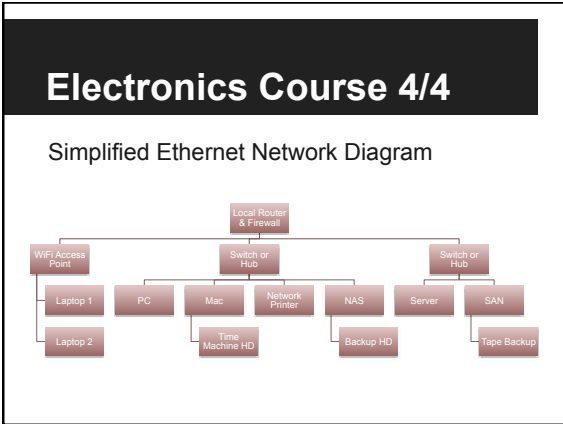 Electronics Course 4/4
Simplified Ethernet Network Diagram
Local Router
& Firewall
WiFi Access
Point
Switch or
Hub
Switch or
Hub
Laptop 1
PC
Mac
Network
Printer
NAS
Server
SAN
Laptop 2
Time
Machine HD
Backup HD
Tape Backup